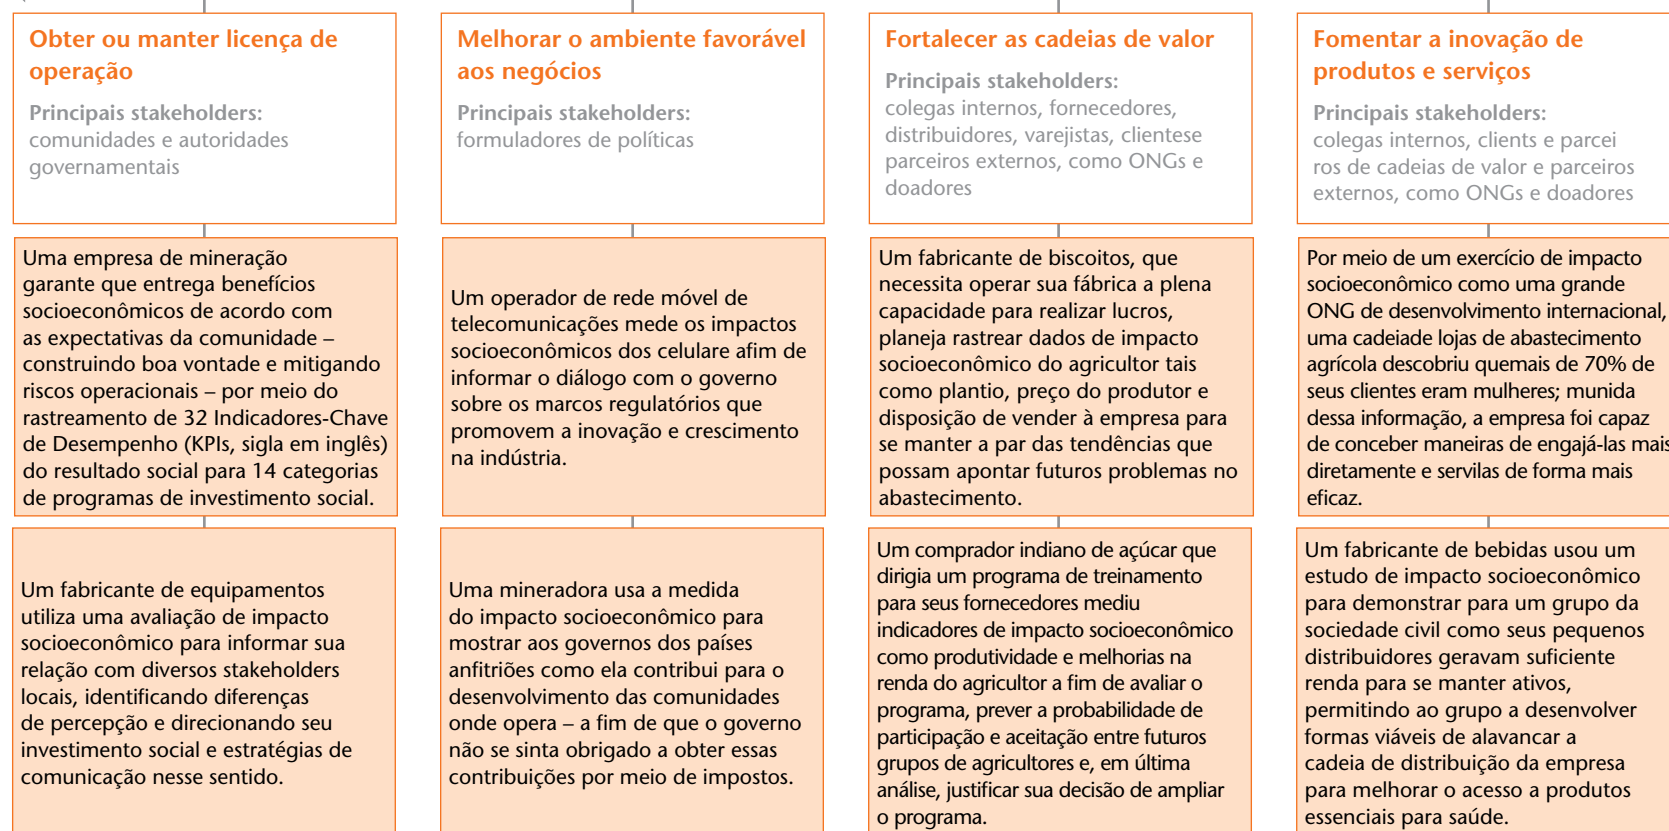 Obter ou manter licença de
operação
Principais stakeholders:
comunidades e autoridades
governamentais
Uma empresa de mineração
garante que entrega benefícios
socioeconômicos de acordo com
as expectativas da comunidade –
construindo boa vontade e mitigando
riscos operacionais – por meio do
rastreamento de 32 Indicadores-Chave
de Desempenho (KPIs, sigla em inglês)
do resultado social para 14 categorias
de programas de investimento social.
Um fabricante de equipamentos
utiliza uma avaliação de impacto
socioeconômico para informar sua
relação com diversos stakeholders
locais, identificando diferenças
de percepção e direcionando seu
investimento social e estratégias de
comunicação nesse sentido.
Melhorar o ambiente favorável
aos negócios
Principais stakeholders:
formuladores de políticas
Um operador de rede móvel de
telecomunicações mede os impactos
socioeconômicos dos celulare afim de
informar o diálogo com o governo
sobre os marcos regulatórios que
promovem a inovação e crescimento
na indústria.
Uma mineradora usa a medida
do impacto socioeconômico para
mostrar aos governos dos países
anfitriões como ela contribui para o
desenvolvimento das comunidades
onde opera – a fim de que o governo
não se sinta obrigado a obter essas
contribuições por meio de impostos.
Fortalecer as cadeias de valor
Principais stakeholders:
colegas internos, fornecedores,
distribuidores, varejistas, clientese
parceiros externos, como ONGs e
doadores
Um fabricante de biscoitos, que
necessita operar sua fábrica a plena
capacidade para realizar lucros,
planeja rastrear dados de impacto
socioeconômico do agricultor tais
como plantio, preço do produtor e
disposição de vender à empresa para
se manter a par das tendências que
possam apontar futuros problemas no
abastecimento.
Um comprador indiano de açúcar que
dirigia um programa de treinamento
para seus fornecedores mediu
indicadores de impacto socioeconômico
como produtividade e melhorias na
renda do agricultor a fim de avaliar o
programa, prever a probabilidade de
participação e aceitação entre futuros
grupos de agricultores e, em última
análise, justificar sua decisão de ampliar
o programa.
Fomentar a inovação de
produtos e serviços
Principais stakeholders:
colegas internos, clients e parcei
ros de cadeias de valor e parceiros
externos, como ONGs e doadores
Por meio de um exercício de impacto
socioeconômico como uma grande
ONG de desenvolvimento internacional,
uma cadeiade lojas de abastecimento
agrícola descobriu quemais de 70% de
seus clientes eram mulheres; munida
dessa informação, a empresa foi capaz
de conceber maneiras de engajá-las mais
diretamente e servilas de forma mais
eficaz.
Um fabricante de bebidas usou um
estudo de impacto socioeconômico
para demonstrar para um grupo da
sociedade civil como seus pequenos
distribuidores geravam suficiente
renda para se manter ativos,
permitindo ao grupo a desenvolver
formas viáveis de alavancar a
cadeia de distribuição da empresa
para melhorar o acesso a produtos
essenciais para saúde.